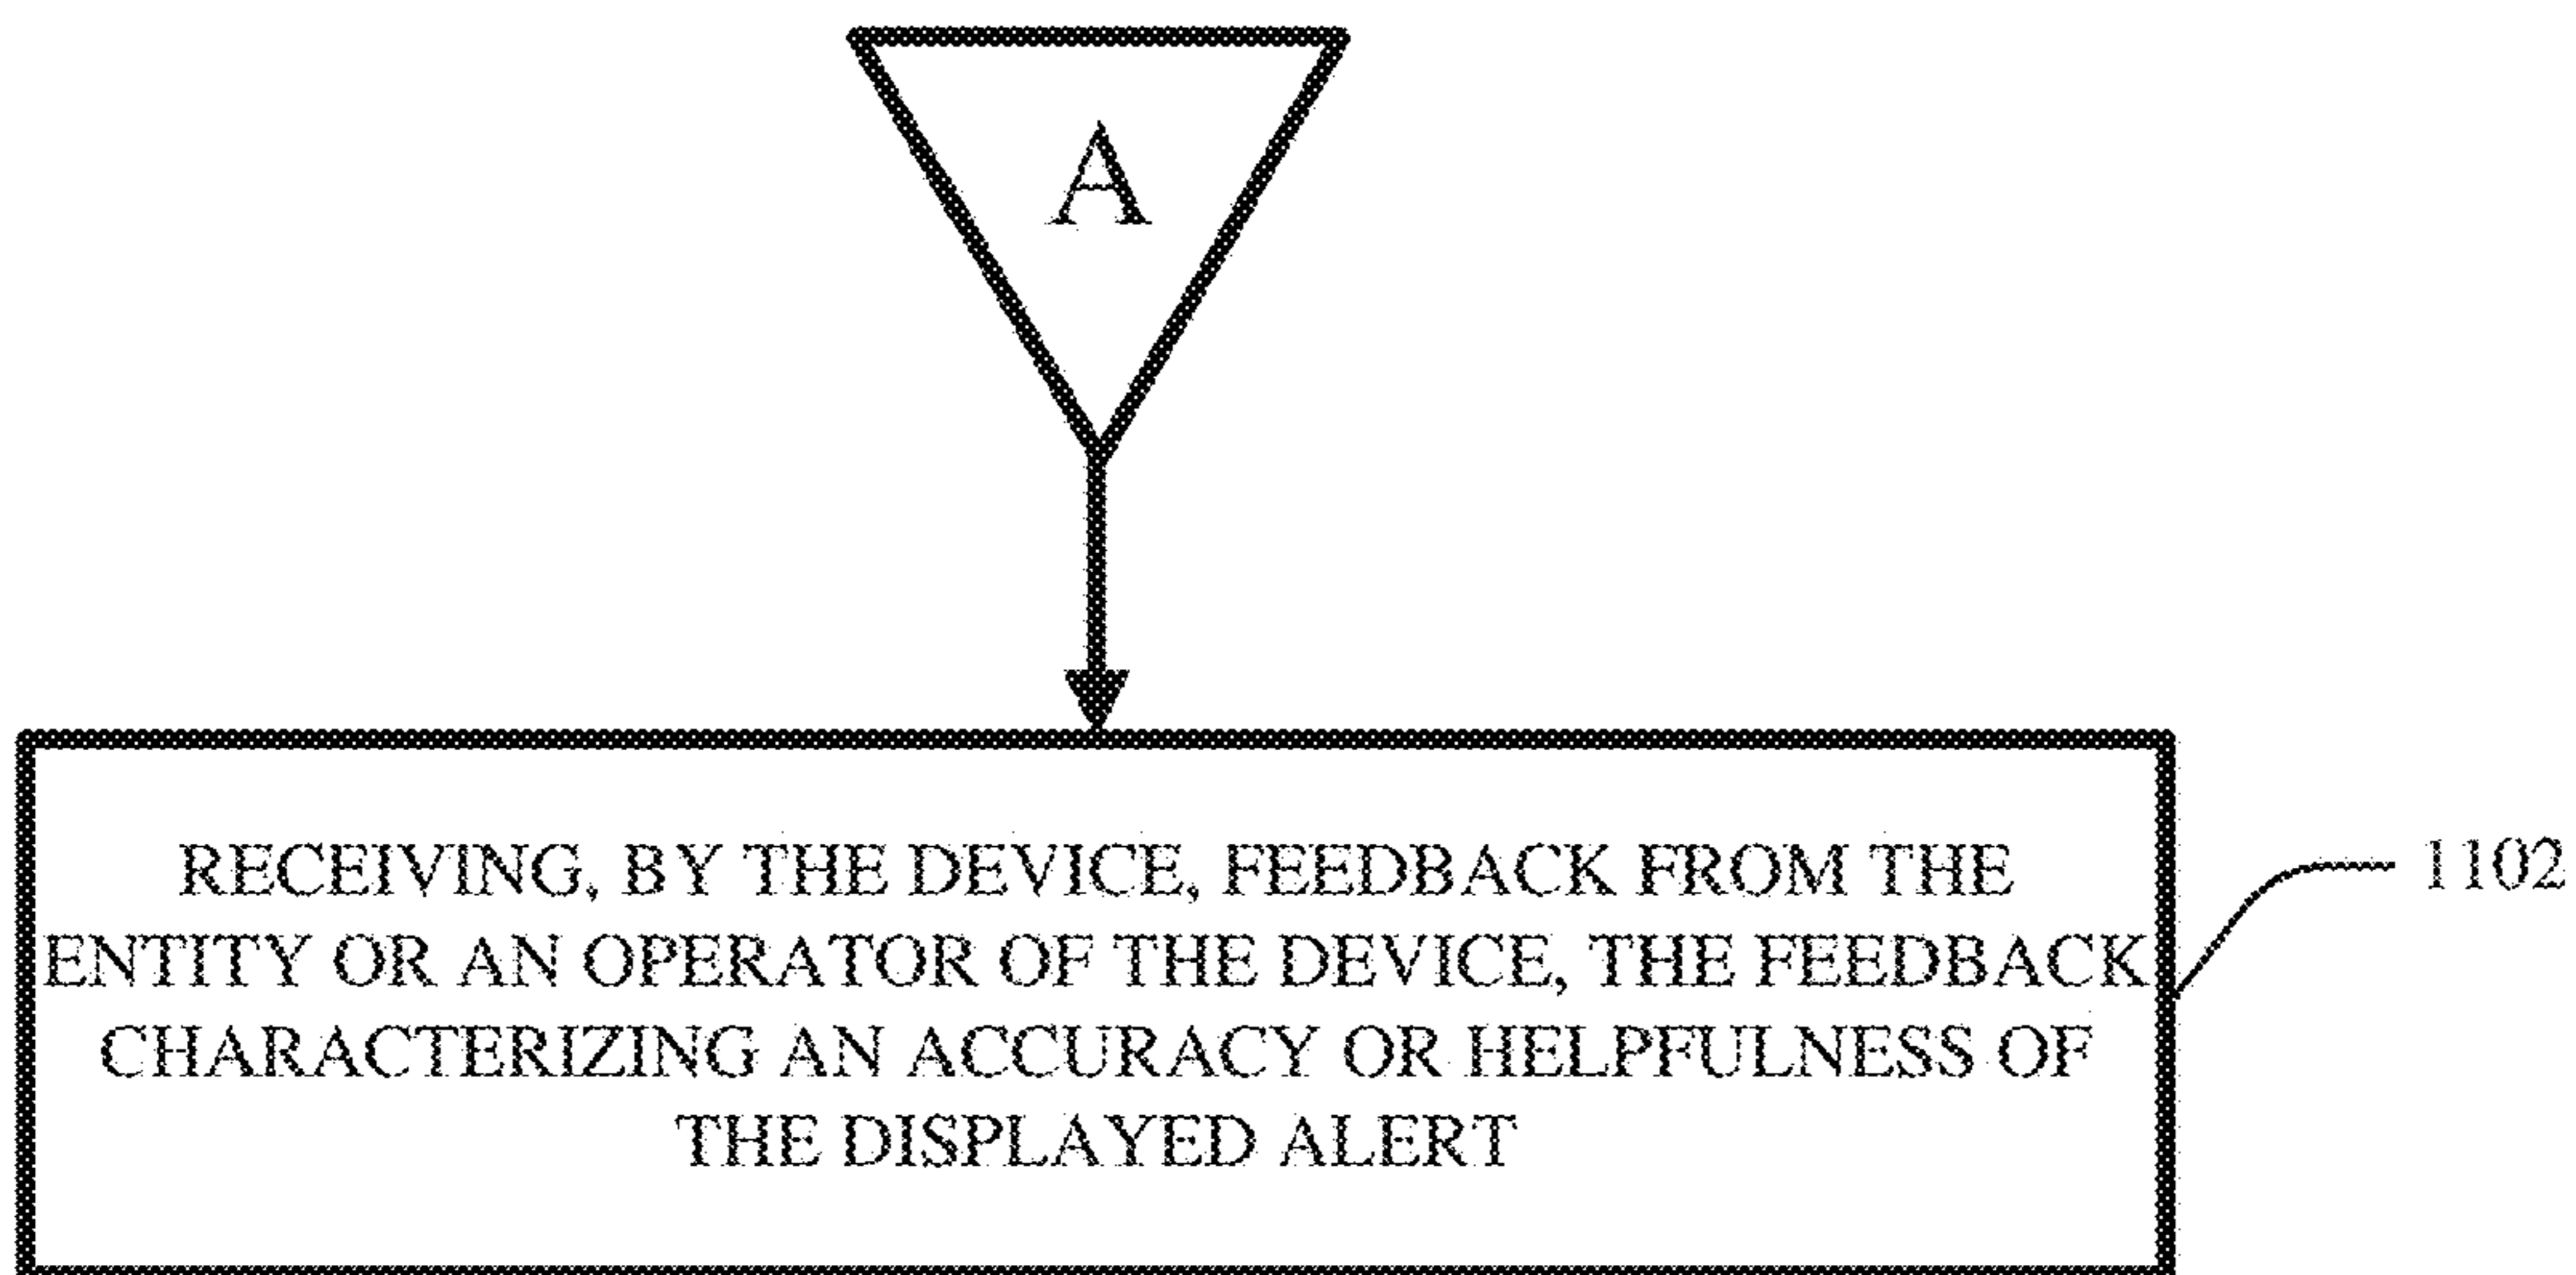 A
RECEIVING, BY THE DEVICE, FEEDBACK FROM THE
ENTITY OR AN OPERATOR OF THE DEVICE, THE FEEDBACK
CHARACTERIZING AN ACCURACY OR HELPFULNESS OF
THE DISPLAYED ALERT
1102